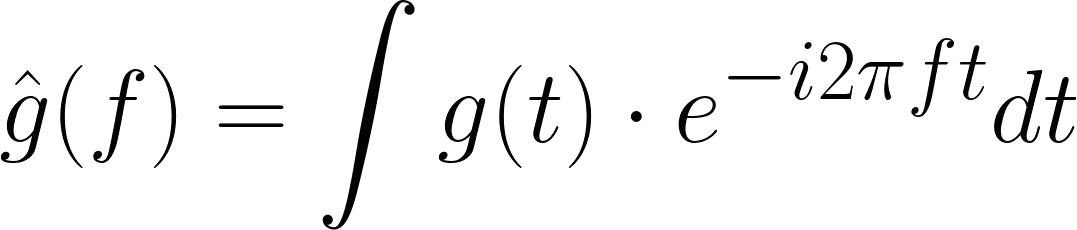 ĝ(f) = ∫ g(t) · e^{−i2πft} dt